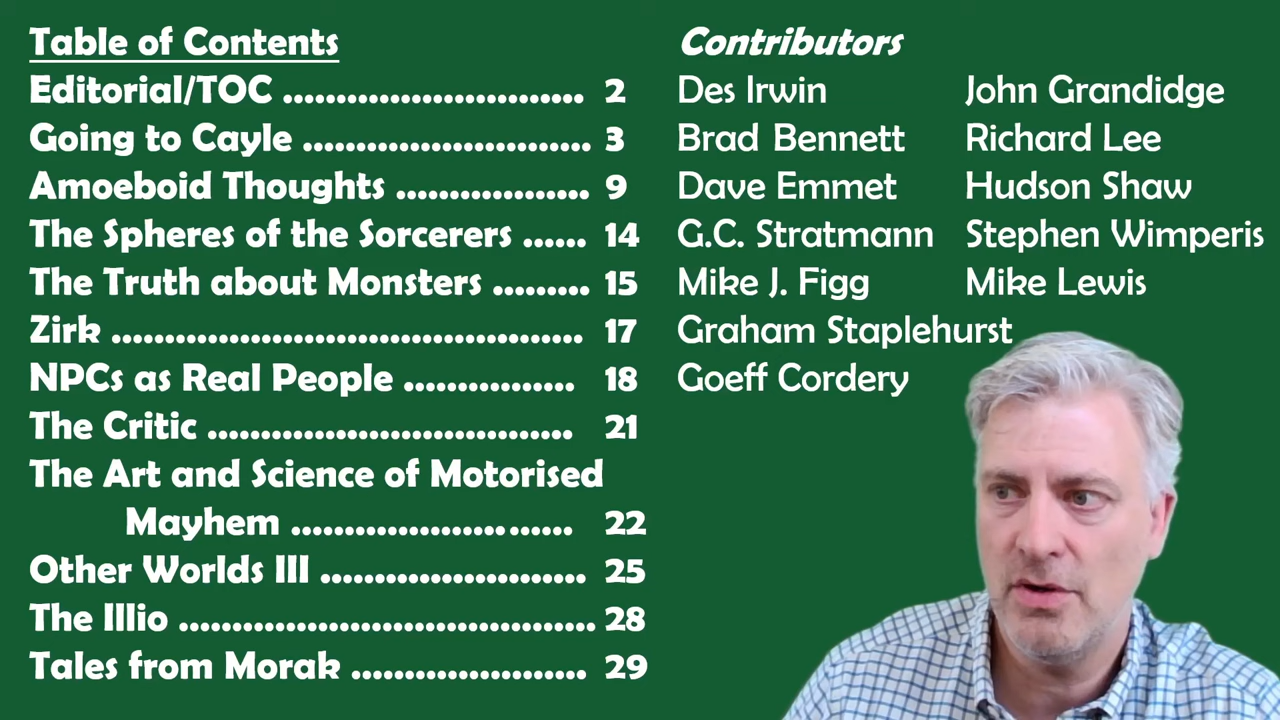 Table of Contents
Editorial/TOC ............................ 2
Going to Cayle ........................... 3
Amoeboid Thoughts .................. 9
The Spheres of the Sorcerers ...... 14
The Truth about Monsters ......... 15
Zirk ............................................ 17
NPCs as Real People ................ 18
The Critic .................................. 21
The Art and Science of Motorised
Mayhem .......................... 22
Other Worlds III ......................... 25
The Illio ....................................... 28
Tales from Morak ...................... 29
Contributors
Des Irwin John Grandidge
Brad Bennett Richard Lee
Dave Emmet Hudson Shaw
G.C. Stratmann Stephen Wimperis
Mike J. Figg Mike Lewis
Graham Staplehurst
Goeff Cordery